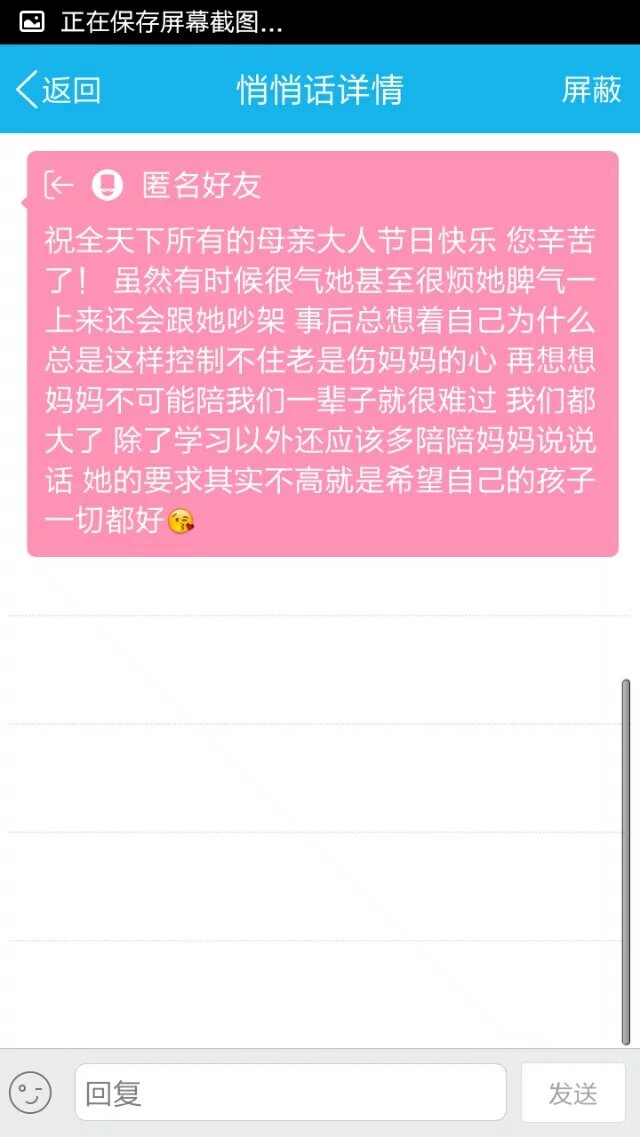 正在保存屏幕截图...
返回 悄悄话详情 屏蔽
匿名好友
祝全天下所有的母亲大人节日快乐 您辛苦
了！ 虽然有时候很气她甚至很烦她脾气一
上来还会跟她吵架 事后总想着自己为什么
总是这样控制不住老是伤妈妈的心 再想想
妈妈不可能陪我们一辈子就很难过 我们都
大了 除了学习以外还应该多陪陪妈妈说说
话 她的要求其实不高就是希望自己的孩子
一切都好😘
回复 发送